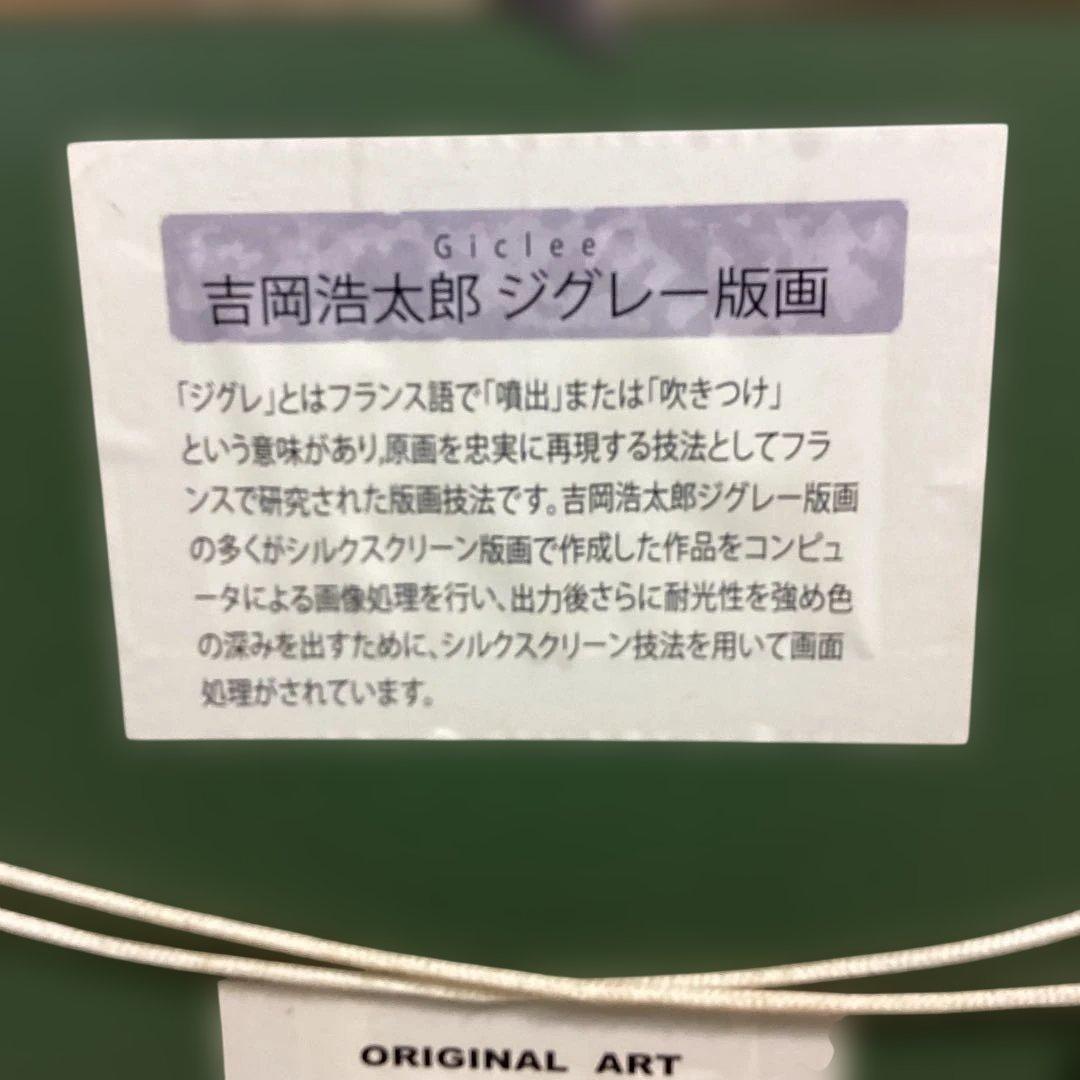 Giclee
吉岡浩太郎 ジグレー版画
「ジグレ」とはフランス語で「噴出」または「吹きつけ」
という意味があり,原画を忠実に再現する技法としてフラ
ンスで研究された版画技法です。吉岡浩太郎ジグレー版画
の多くがシルクスクリーン版画で作成した作品をコンピュ
ータによる画像処理を行い、出力後さらに耐光性を強め色
の深みを出すために、シルクスクリーン技法を用いて画面
処理がされています。
ORIGINAL ART